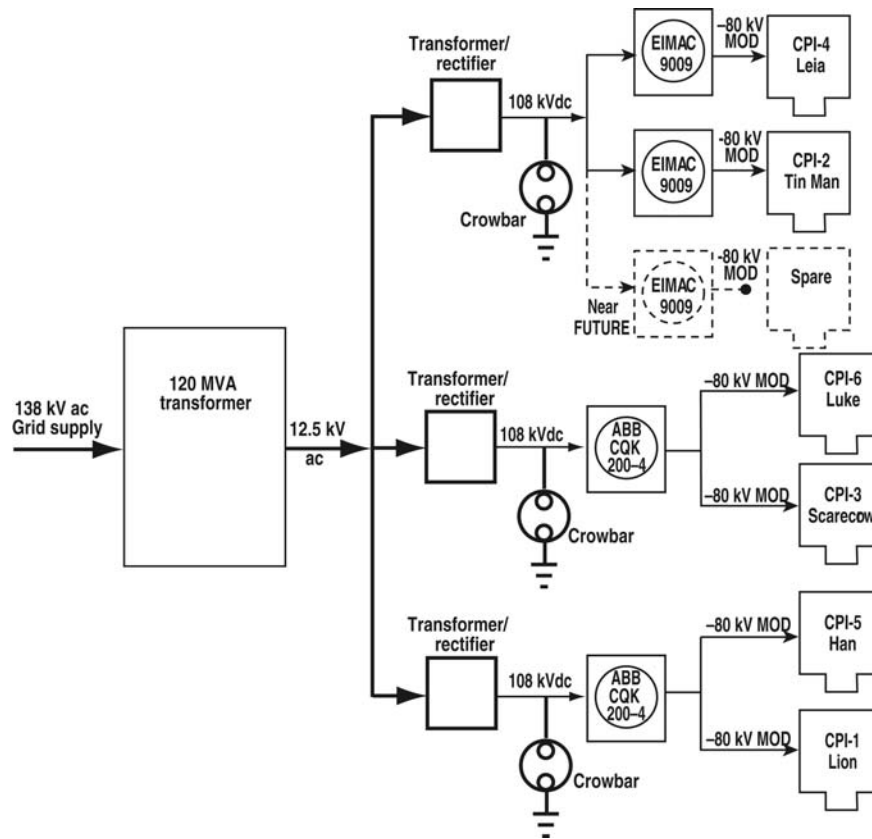 138 kV ac
Grid supply
120 MVA
transformer
12.5 kV
ac
Transformer/
rectifier
108 kVdc
Crowbar
EIMAC
9009
–80 kV
MOD
CPI-4
Leia
EIMAC
9009
-80 kV
MOD
CPI-2
Tin Man
Near
FUTURE
EIMAC
9009
-80 kV
MOD
Spare
Transformer/
rectifier
108 kVdc
Crowbar
ABB
CQK
200–4
–80 kV MOD
CPI-6
Luke
–80 kV MOD
CPI-3
Scarecow
Transformer/
rectifier
108 kVdc
Crowbar
ABB
CQK
200–4
–80 kV MOD
CPI-5
Han
–80 kV MOD
CPI-1
Lion